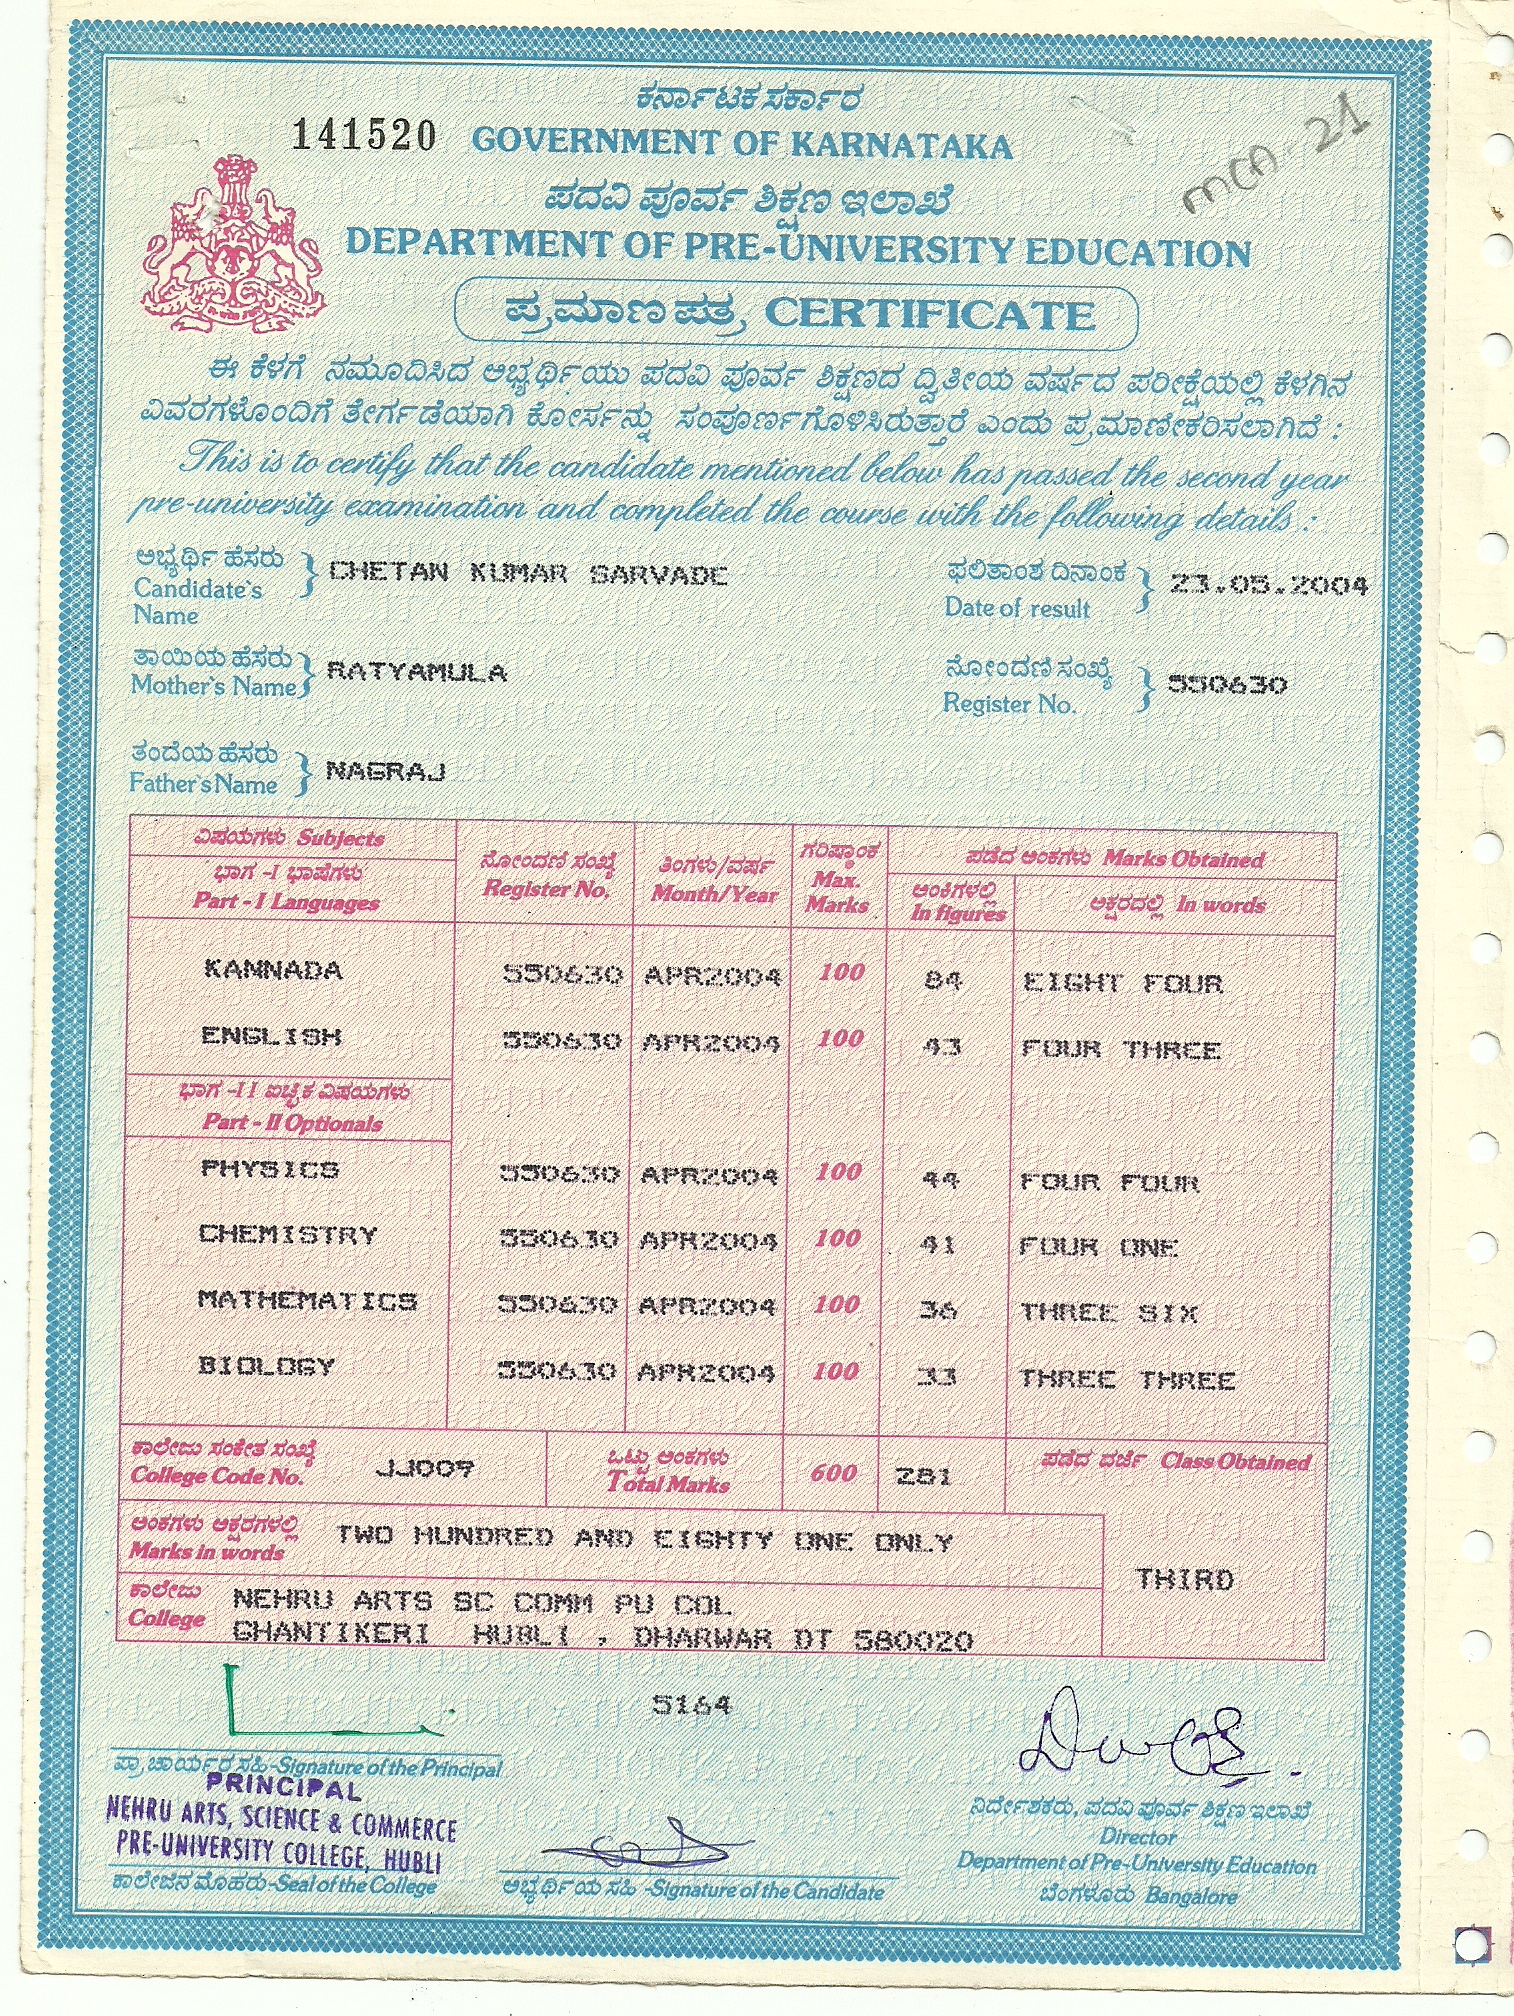 ಕರ್ನಾಟಕ ಸರ್ಕಾರ
141520 GOVERNMENT OF KARNATAKA
MCA - 21
ಪದವಿ ಪೂರ್ವ ಶಿಕ್ಷಣ ಇಲಾಖೆ
DEPARTMENT OF PRE-UNIVERSITY EDUCATION
ಪ್ರಮಾಣ ಪತ್ರ CERTIFICATE
ಈ ಕೆಳಗೆ ನಮೂದಿಸಿದ ಅಭ್ಯರ್ಥಿಯು ಪದವಿ ಪೂರ್ವ ಶಿಕ್ಷಣದ ದ್ವಿತೀಯ ವರ್ಷದ ಪರೀಕ್ಷೆಯಲ್ಲಿ ಕೆಳಗಿನ
ವಿವರಗಳೊಂದಿಗೆ ತೇರ್ಗಡೆಯಾಗಿ ಕೋರ್ಸನ್ನು ಸಂಪೂರ್ಣಗೊಳಿಸಿರುತ್ತಾರೆ ಎಂದು ಪ್ರಮಾಣೀಕರಿಸಲಾಗಿದೆ :
This is to certify that the candidate mentioned below has passed the second year
pre-university examination and completed the course with the following details :
ಅಭ್ಯರ್ಥಿ ಹೆಸರು
Candidate's
Name
CHETAN KUMAR SARVADE
ಫಲಿತಾಂಶ ದಿನಾಂಕ
Date of result
23.05.2004
ತಾಯಿಯ ಹೆಸರು
Mother's Name
RATYAMULA
ನೋಂದಣಿ ಸಂಖ್ಯೆ
Register No.
550630
ತಂದೆಯ ಹೆಸರು
Father's Name
NAGRAJ
ವಿಷಯಗಳು Subjects
ಭಾಗ -I ಭಾಷೆಗಳು
Part - I Languages
ನೋಂದಣಿ ಸಂಖ್ಯೆ
Register No.
ತಿಂಗಳು/ವರ್ಷ
Month/Year
ಗರಿಷ್ಠಾಂಕ
Max.
Marks
ಪಡೆದ ಅಂಕಗಳು Marks Obtained
ಅಂಕಿಗಳಲ್ಲಿ
In figures
ಅಕ್ಷರದಲ್ಲಿ In words
KANNADA 550630 APR2004 100 84 EIGHT FOUR
ENGLISH 550630 APR2004 100 43 FOUR THREE
ಭಾಗ -II ಐಚ್ಛಿಕ ವಿಷಯಗಳು
Part - II Optionals
PHYSICS 550630 APR2004 100 44 FOUR FOUR
CHEMISTRY 550630 APR2004 100 41 FOUR ONE
MATHEMATICS 550630 APR2004 100 36 THREE SIX
BIOLOGY 550630 APR2004 100 33 THREE THREE
ಕಾಲೇಜು ಸಂಕೇತ ಸಂಖ್ಯೆ
College Code No.
JJ009
ಒಟ್ಟು ಅಂಕಗಳು
Total Marks
600 281
ಪಡೆದ ದರ್ಜೆ Class Obtained
ಅಂಕಗಳು ಅಕ್ಷರಗಳಲ್ಲಿ
Marks in words
TWO HUNDRED AND EIGHTY ONE ONLY
THIRD
ಕಾಲೇಜು
College
NEHRU ARTS SC COMM PU COL
GHANTIKERI HUBLI , DHARWAR DT 580020
5164
ಪ್ರಾಚಾರ್ಯರ ಸಹಿ-Signature of the Principal
PRINCIPAL
NEHRU ARTS, SCIENCE & COMMERCE
PRE-UNIVERSITY COLLEGE, HUBLI
ಕಾಲೇಜಿನ ಮೊಹರು-Seal of the College
ಅಭ್ಯರ್ಥಿಯ ಸಹಿ -Signature of the Candidate
ನಿರ್ದೇಶಕರು, ಪದವಿ ಪೂರ್ವ ಶಿಕ್ಷಣ ಇಲಾಖೆ
Director
Department of Pre-University Education
ಬೆಂಗಳೂರು Bangalore